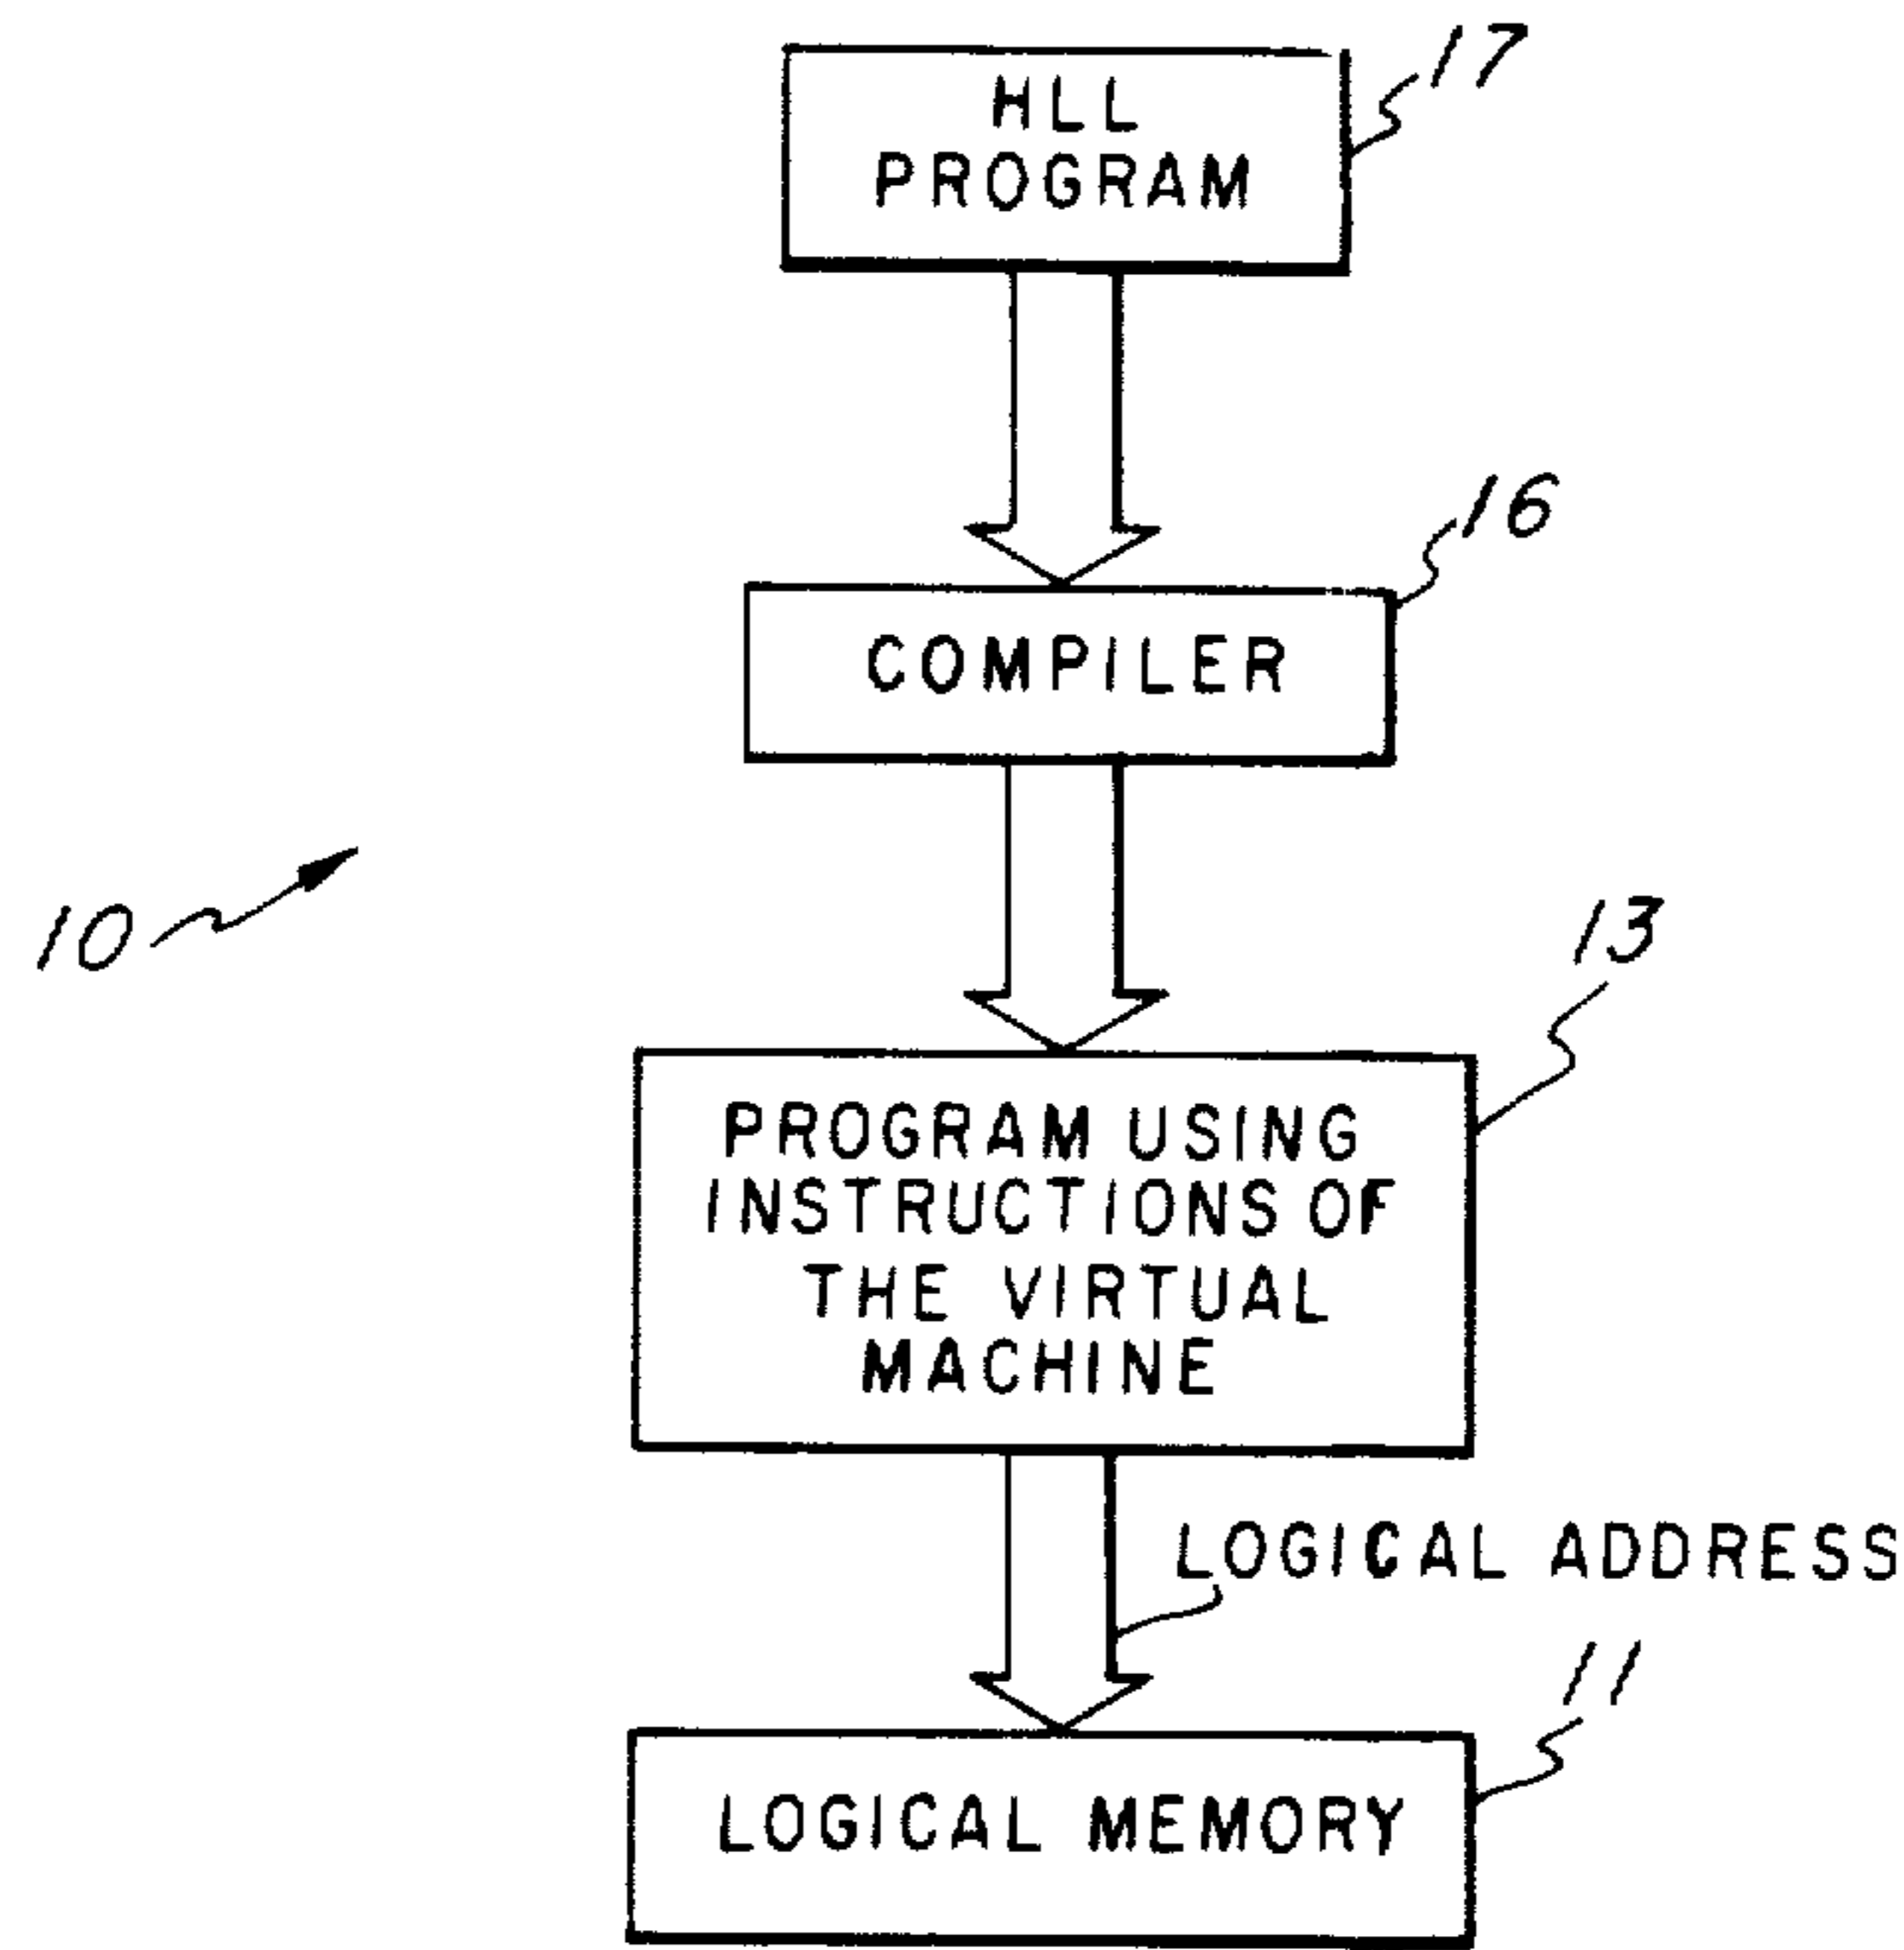 HLL
PROGRAM
17
COMPILER
16
10
13
PROGRAM USING
INSTRUCTIONS OF
THE VIRTUAL
MACHINE
LOGICAL ADDRESS
11
LOGICAL MEMORY